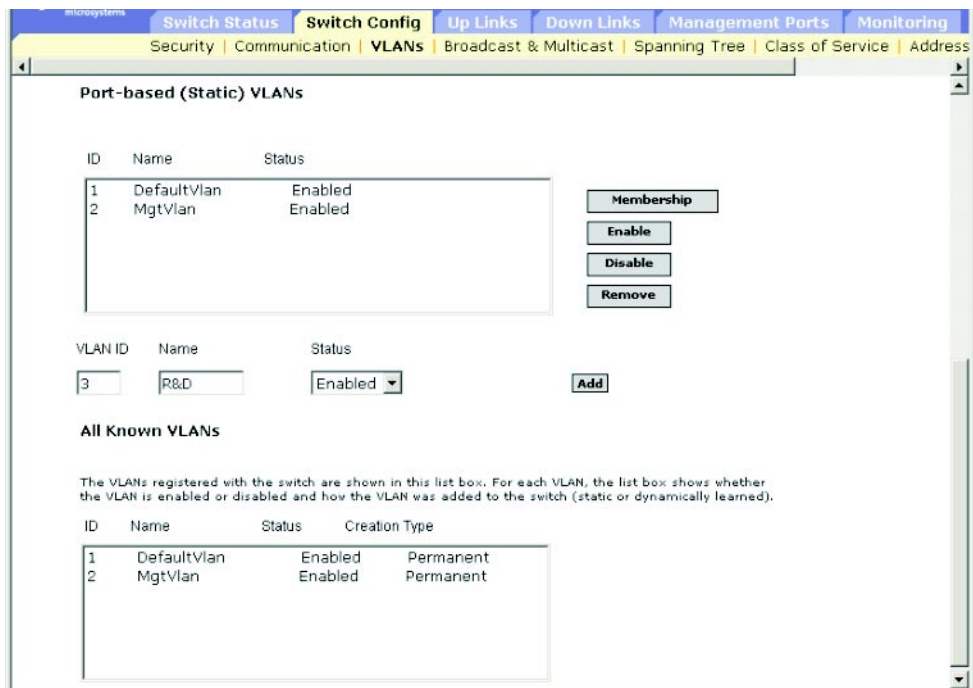 microsystems
Switch Status Switch Config Up Links Down Links Management Ports Monitoring
Security | Communication | VLANs | Broadcast & Multicast | Spanning Tree | Class of Service | Address
Port-based (Static) VLANs
ID Name Status
1 DefaultVlan Enabled
2 MgtVlan Enabled
Membership
Enable
Disable
Remove
VLAN ID Name Status
3 R&D Enabled Add
All Known VLANs
The VLANs registered with the switch are shown in this list box. For each VLAN, the list box shows whether
the VLAN is enabled or disabled and how the VLAN was added to the switch (static or dynamically learned).
ID Name Status Creation Type
1 DefaultVlan Enabled Permanent
2 MgtVlan Enabled Permanent